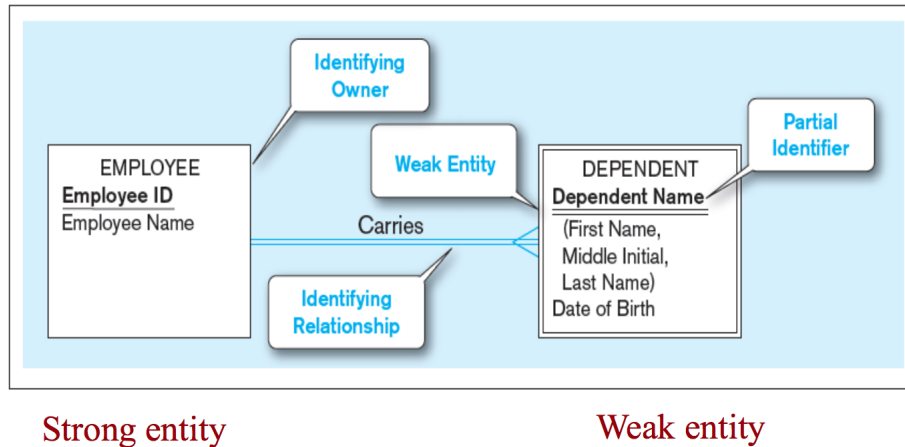 Identifying
Owner
Partial
Identifier
EMPLOYEE
Employee ID
Employee Name
Weak Entity
DEPENDENT
Dependent Name
(First Name,
Middle Initial,
Last Name)
Date of Birth
Carries
Identifying
Relationship
Strong entity
Weak entity